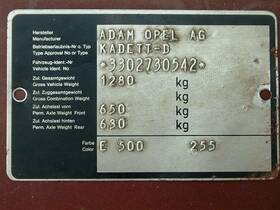 Hersteller
Manufacturer
ADAM OPEL AG
Betriebserlaubnis-Nr o. Typ
Type Approval No or Type
KADETT-D
Fahrzeug-Ident.-Nr
Vehicle Ident. No
*3302730542*
Zul. Gesamtgewicht
Gross Vehicle Weight
1280 kg
Zul. Zuggesamtgewicht
Gross Combination Weight
kg
Zul. Achslast vorn
Perm. Axle Weight Front
650 kg
Zul. Achslast hinten
Perm. Axle Weight Rear
630 kg
Farbe
Color
E 500 255